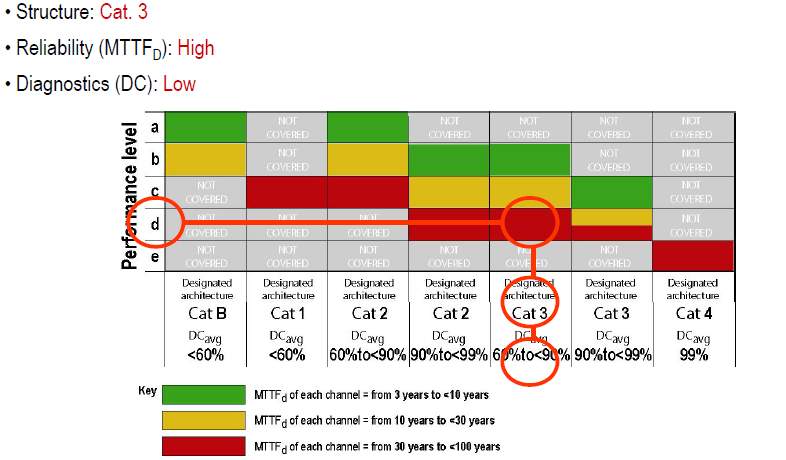 • Structure: Cat. 3
• Reliability (MTTFD): High
• Diagnostics (DC): Low
Performance level
a NOT COVERED NOT COVERED NOT COVERED NOT COVERED NOT COVERED
b NOT COVERED NOT COVERED NOT COVERED
c NOT COVERED NOT COVERED
d NOT COVERED NOT COVERED NOT COVERED NOT COVERED
e NOT COVERED NOT COVERED NOT COVERED NOT COVERED NOT COVERED NOT COVERED
Designated Designated Designated Designated Designated Designated Designated
architecture architecture architecture architecture architecture architecture architecture
Cat B Cat 1 Cat 2 Cat 2 Cat 3 Cat 3 Cat 4
DCavg DCavg DCavg DCavg DCavg DCavg DCavg
<60% <60% 60%to<90% 90%to<99% 60%to<90% 90%to<99% 99%
Key
MTTFd of each channel = from 3 years to <10 years
MTTFd of each channel = from 10 years to <30 years
MTTFd of each channel = from 30 years to <100 years